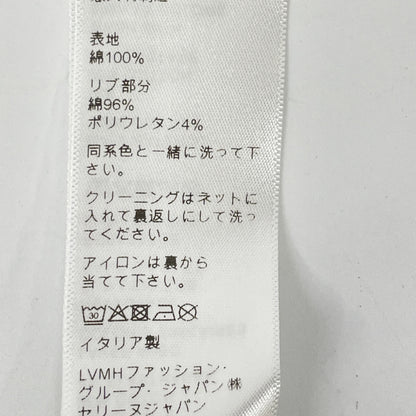 表地
綿100%
リブ部分
綿96%
ポリウレタン4%
同系色と一緒に洗って下
さい。
クリーニングはネットに
入れて裏返しにして洗っ
てください。
アイロンは裏から
当てて下さい。
30
イタリア製
LVMHファッション・
グループ・ジャパン㈱
セリーヌジャパン